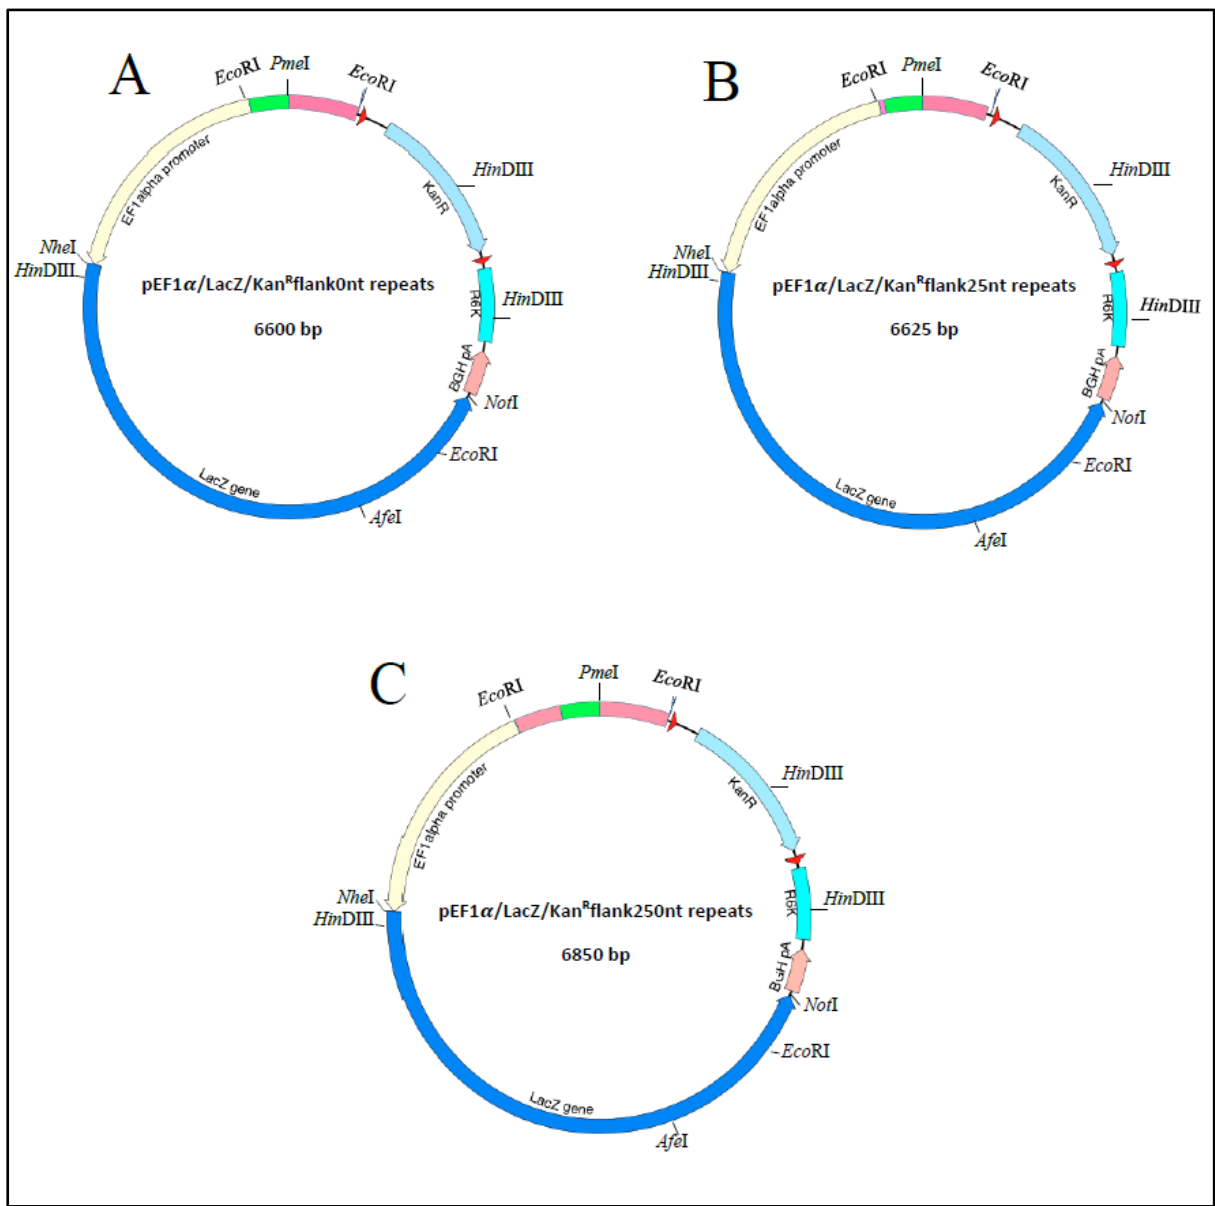 A
EcoRI
PmeI
EcoRI
EF1alpha promoter
KanR
HinDIII
NheI
HinDIII
pEF1α/LacZ/KanᴿflankOnt repeats
6600 bp
R6K
HinDIII
BGH pA
NotI
EcoRI
LacZ gene
AfeI
B
EcoRI
PmeI
EcoRI
EF1alpha promoter
KanR
HinDIII
NheI
HinDIII
pEF1α/LacZ/Kanᴿflank25nt repeats
6625 bp
R6K
HinDIII
BGH pA
NotI
EcoRI
LacZ gene
AfeI
C
EcoRI
PmeI
EcoRI
EF1alpha promoter
KanR
HinDIII
NheI
HinDIII
pEF1α/LacZ/Kanᴿflank250nt repeats
6850 bp
R6K
HinDIII
BGH pA
NotI
EcoRI
LacZ gene
AfeI